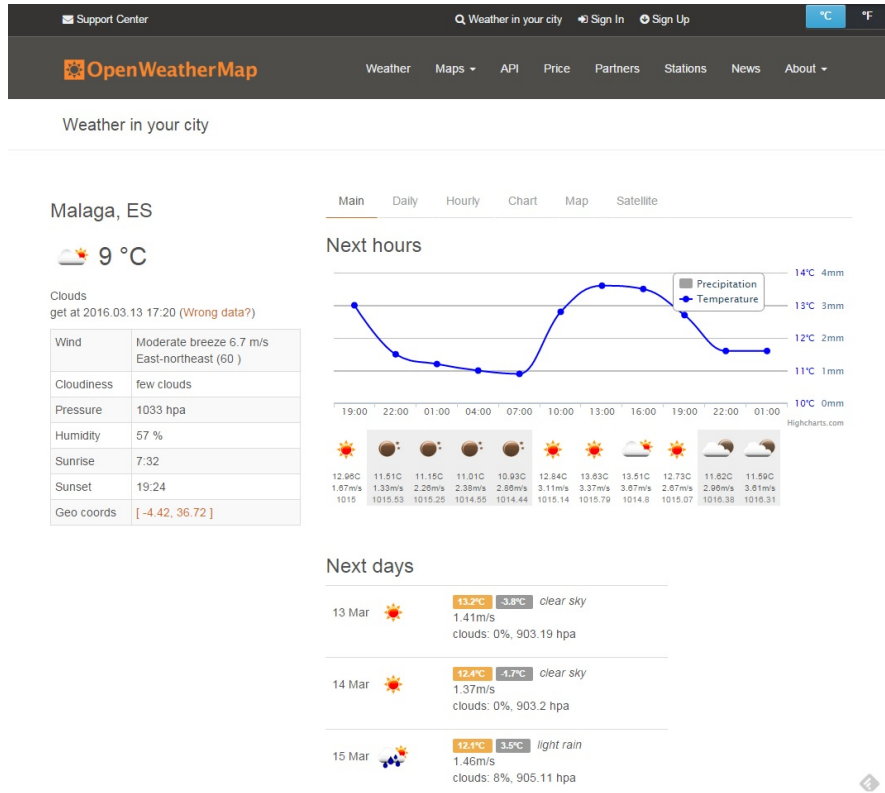 Support Center
Weather in your city Sign In Sign Up
°C °F
OpenWeatherMap
Weather Maps API Price Partners Stations News About
Weather in your city
Malaga, ES
9 °C
Clouds
get at 2016.03.13 17:20 (Wrong data?)
Wind Moderate breeze 6.7 m/s
East-northeast (60 )
Cloudiness few clouds
Pressure 1033 hpa
Humidity 57 %
Sunrise 7:32
Sunset 19:24
Geo coords [ -4.42, 36.72 ]
Main Daily Hourly Chart Map Satellite
Next hours
Precipitation
Temperature
14°C 4mm
13°C 3mm
12°C 2mm
11°C 1mm
10°C 0mm
19:00 22:00 01:00 04:00 07:00 10:00 13:00 16:00 19:00 22:00 01:00
Highcharts.com
12.96C 11.51C 11.15C 11.01C 10.93C 12.84C 13.63C 13.51C 12.73C 11.62C 11.59C
1.67m/s 1.33m/s 2.26m/s 2.38m/s 2.86m/s 3.11m/s 3.37m/s 3.67m/s 2.67m/s 2.96m/s 3.61m/s
1015 1015.53 1015.25 1014.55 1014.44 1015.14 1015.79 1014.8 1015.07 1016.38 1016.31
Next days
13 Mar
13.2°C -3.8°C clear sky
1.41m/s
clouds: 0%, 903.19 hpa
14 Mar
12.4°C -1.7°C clear sky
1.37m/s
clouds: 0%, 903.2 hpa
15 Mar
12.1°C 3.5°C light rain
1.46m/s
clouds: 8%, 905.11 hpa